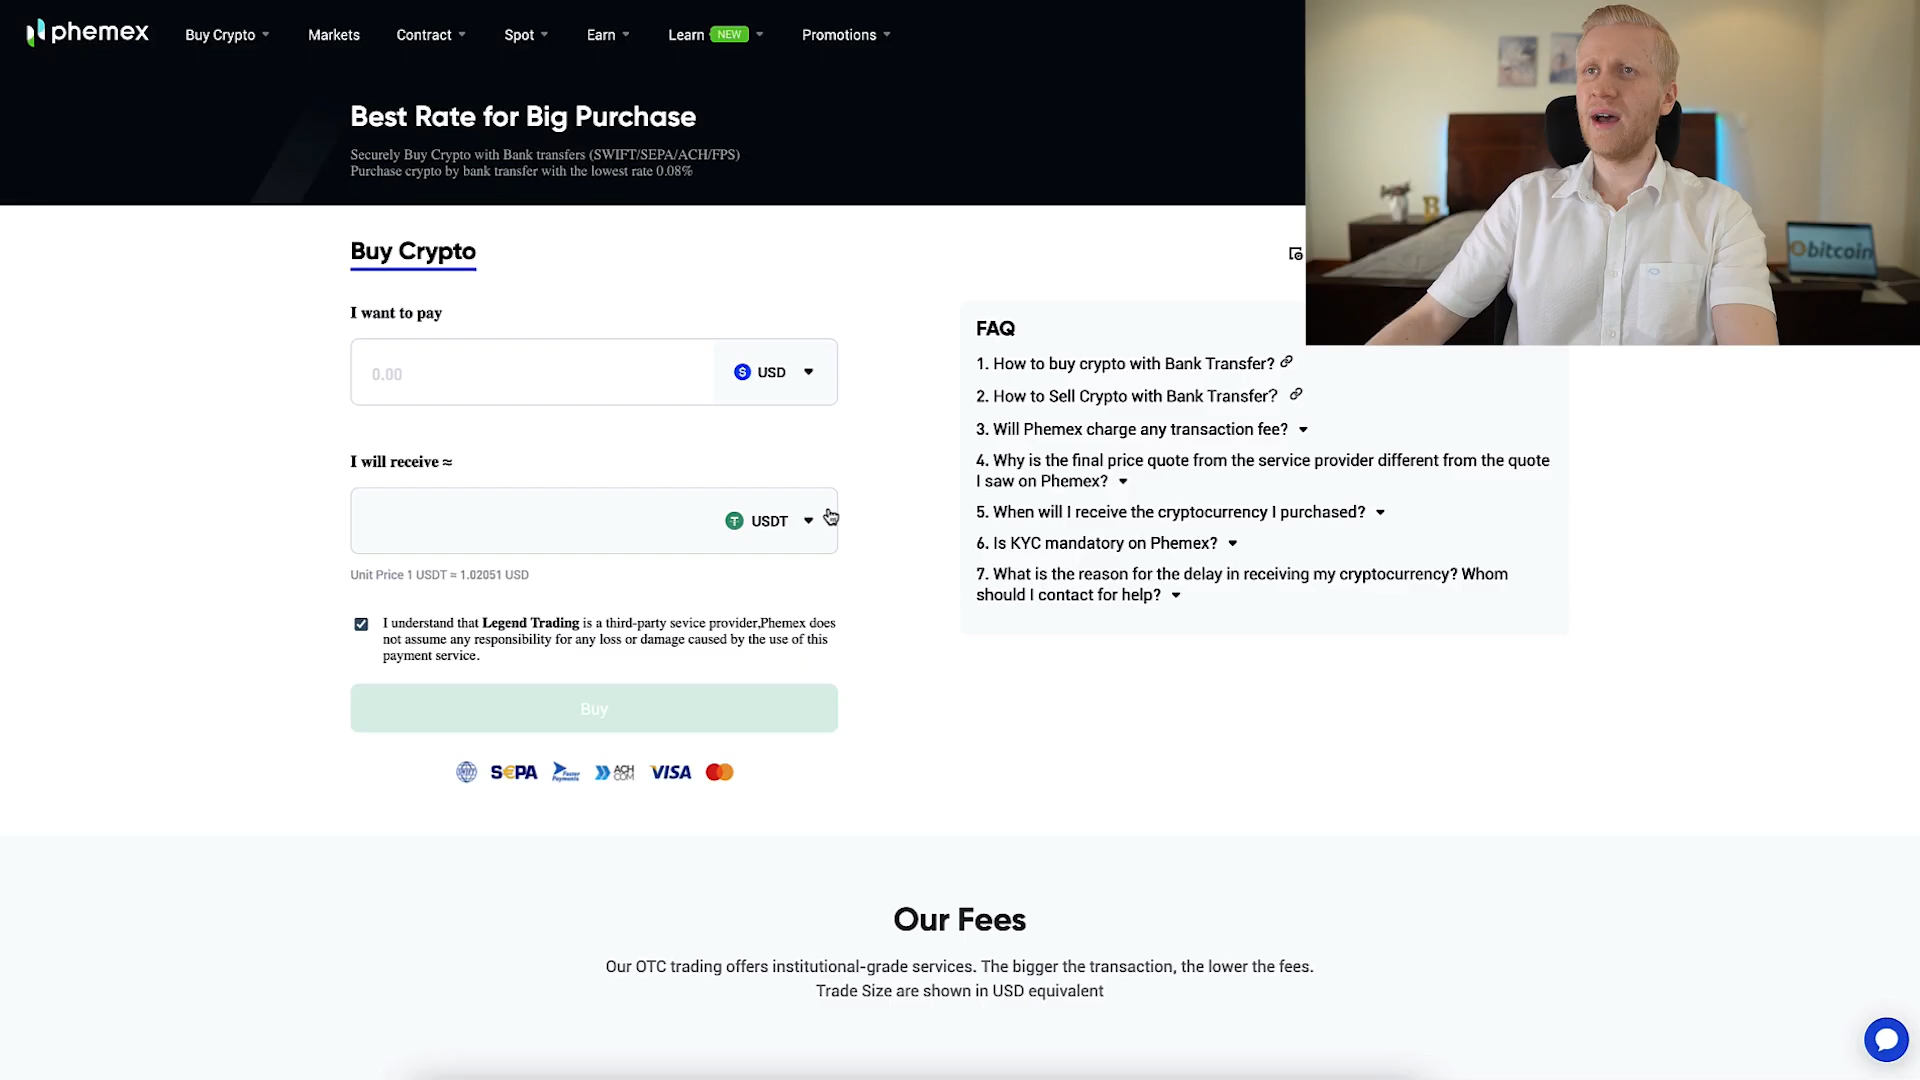 phemex
Buy Crypto
Markets
Contract
Spot
Earn
Learn NEW
Promotions
Best Rate for Big Purchase
Securely Buy Crypto with Bank transfers (SWIFT/SEPA/ACH/FPS)
Purchase crypto by bank transfer with the lowest rate 0.08%
Buy Crypto
I want to pay
0.00
USD
I will receive ≈
USDT
Unit Price 1 USDT ≈ 1.02051 USD
I understand that Legend Trading is a third-party sevice provider,Phemex does
not assume any responsibility for any loss or damage caused by the use of this
payment service.
Buy
SEPA
Faster Payments
ACH COM
VISA
FAQ
1. How to buy crypto with Bank Transfer?
2. How to Sell Crypto with Bank Transfer?
3. Will Phemex charge any transaction fee?
4. Why is the final price quote from the service provider different from the quote
I saw on Phemex?
5. When will I receive the cryptocurrency I purchased?
6. Is KYC mandatory on Phemex?
7. What is the reason for the delay in receiving my cryptocurrency? Whom
should I contact for help?
bitcoin
Our Fees
Our OTC trading offers institutional-grade services. The bigger the transaction, the lower the fees.
Trade Size are shown in USD equivalent